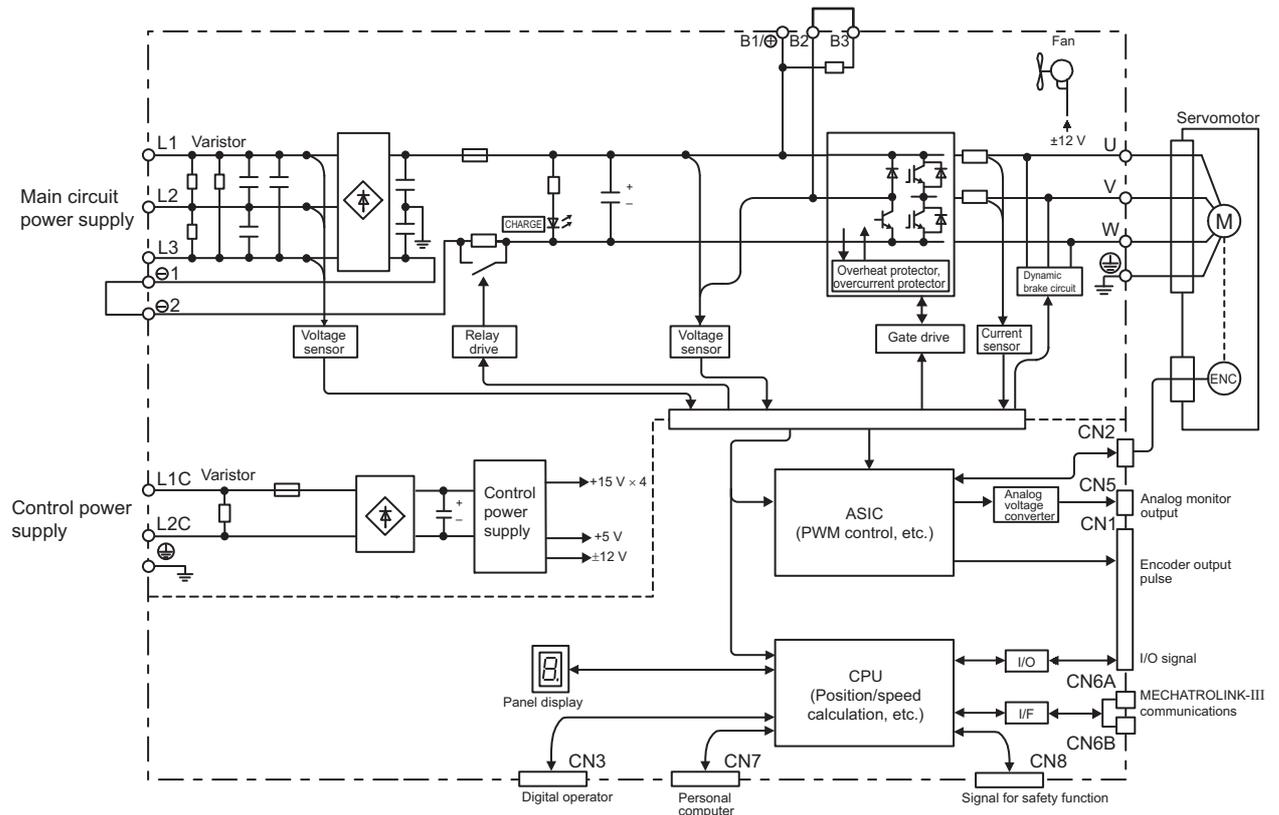 B1/⊕ B2 B3
Fan
±12 V
Servomotor
L1 Varistor
U
Main circuit
power supply
L2
V
L3
W
M
CHARGE
+
–
⊖1
⊖2
Overheat protector,
overcurrent protector
Dynamic
brake circuit
Voltage
sensor
Relay
drive
Voltage
sensor
Gate drive
Current
sensor
ENC
CN2
L1C Varistor
Control power
supply
L2C
+
–
Control
power
supply
+15 V × 4
+5 V
±12 V
ASIC
(PWM control, etc.)
Analog
voltage
converter
CN5
Analog monitor
output
CN1
Encoder output
pulse
CPU
(Position/speed
calculation, etc.)
I/O
I/O signal
CN6A
I/F
MECHATROLINK-III
communications
CN6B
8.
Panel display
CN3
Digital operator
CN7
Personal
computer
CN8
Signal for safety function